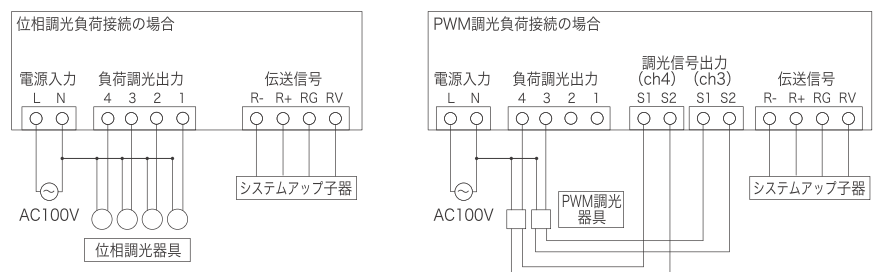 位相調光負荷接続の場合
電源入力 負荷調光出力 伝送信号
L N 4 3 2 1 R- R+ RG RV
システムアップ子器
AC100V
位相調光器具
PWM調光負荷接続の場合
調光信号出力
電源入力 負荷調光出力 (ch4) (ch3) 伝送信号
L N 4 3 2 1 S1 S2 S1 S2 R- R+ RG RV
システムアップ子器
AC100V
PWM調光
器具